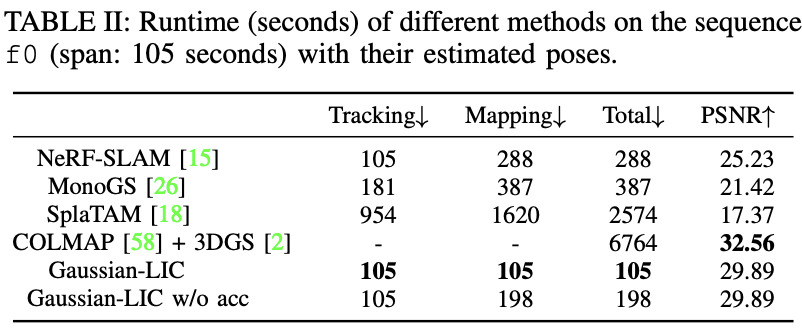 TABLE II: Runtime (seconds) of different methods on the sequence
f0 (span: 105 seconds) with their estimated poses.
Tracking↓ Mapping↓ Total↓ PSNR↑
NeRF-SLAM [15] 105 288 288 25.23
MonoGS [26] 181 387 387 21.42
SplaTAM [18] 954 1620 2574 17.37
COLMAP [58] + 3DGS [2] - - 6764 32.56
Gaussian-LIC 105 105 105 29.89
Gaussian-LIC w/o acc 105 198 198 29.89